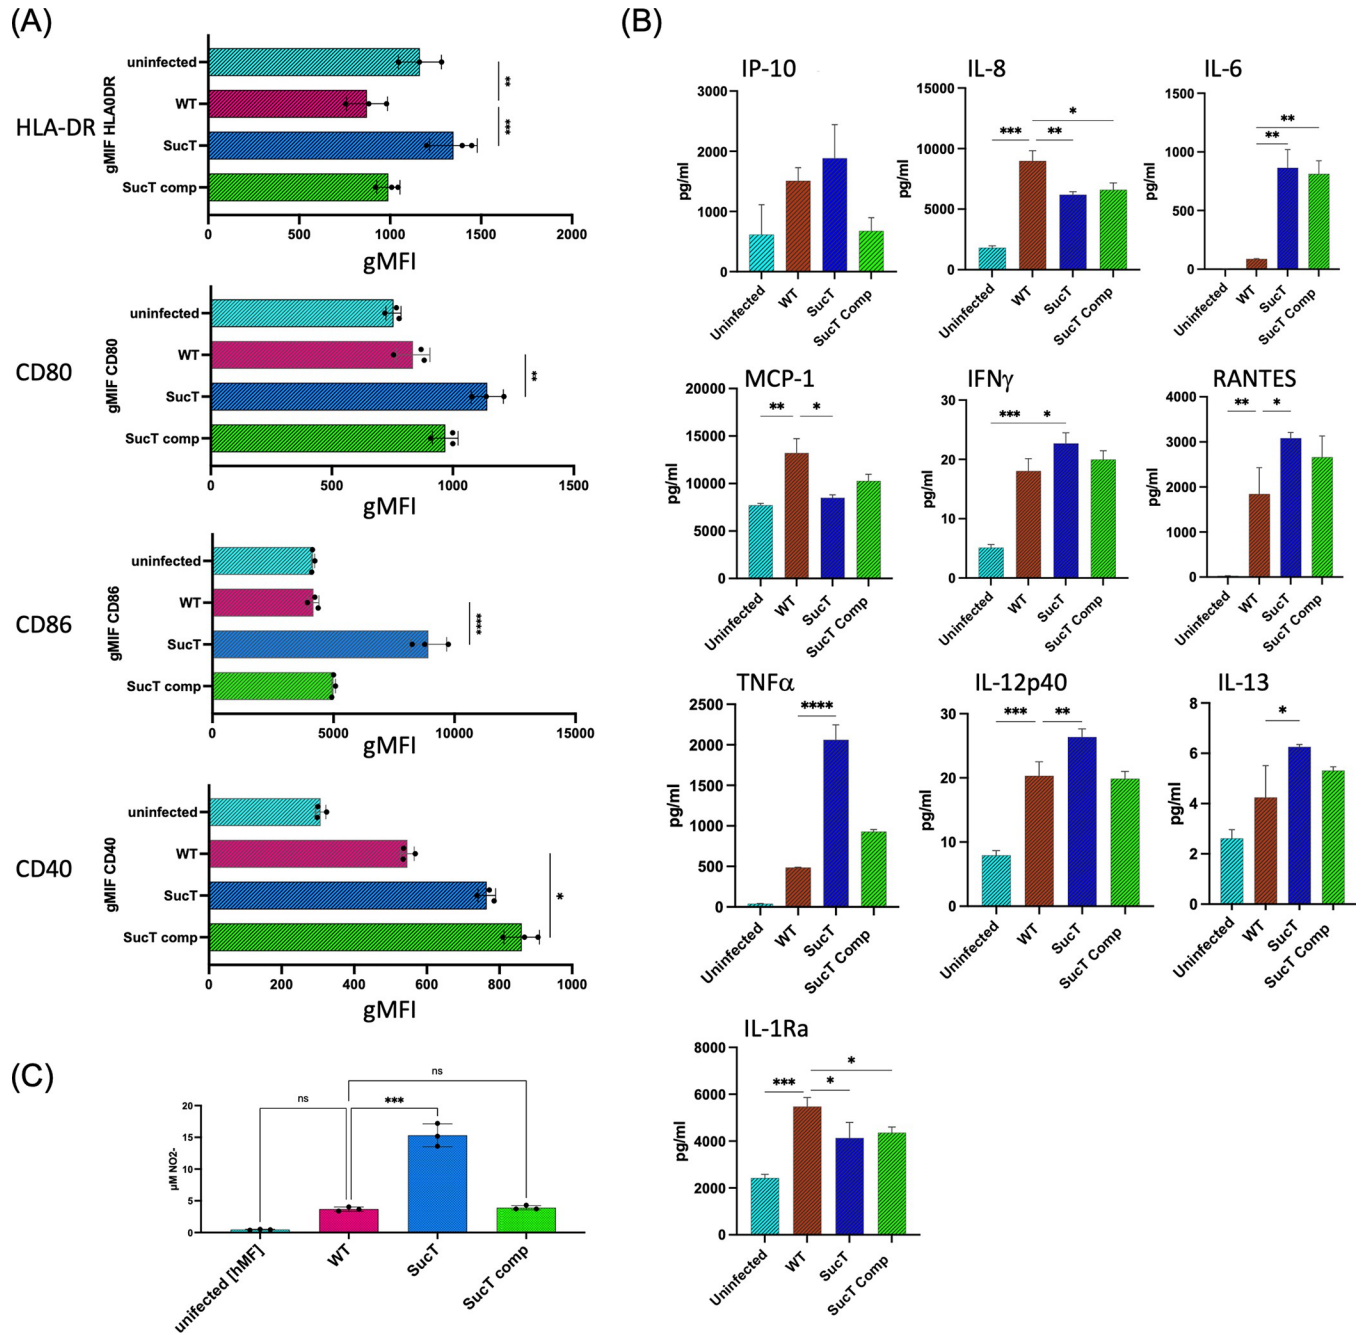 (A)
HLA-DR
gMIF HLA0DR
uninfected
WT
SucT
SucT comp
**
***
0 500 1000 1500 2000
gMFI
CD80
gMIF CD80
uninfected
WT
SucT
SucT comp
**
0 500 1000 1500
gMFI
CD86
gMIF CD86
uninfected
WT
SucT
SucT comp
****
0 5000 10000 15000
gMFI
CD40
gMIF CD40
uninfected
WT
SucT
SucT comp
*
0 200 400 600 800 1000
gMFI
(B)
IP-10
pg/ml
3000
2000
1000
0
Uninfected
WT
SucT
SucT Comp
IL-8
pg/ml
15000
10000
5000
0
*** ** *
Uninfected
WT
SucT
SucT Comp
IL-6
pg/ml
1500
1000
500
0
**
**
Uninfected
WT
SucT
SucT Comp
MCP-1
pg/ml
20000
15000
10000
5000
0
** *
Uninfected
WT
SucT
SucT Comp
IFNγ
pg/ml
30
20
10
0
*** *
Uninfected
WT
SucT
SucT Comp
RANTES
pg/ml
4000
3000
2000
1000
0
** *
Uninfected
WT
SucT
SucT Comp
TNFα
pg/ml
2500
2000
1500
1000
500
0
****
Uninfected
WT
SucT
SucT Comp
IL-12p40
pg/ml
30
20
10
0
*** **
Uninfected
WT
SucT
SucT Comp
IL-13
pg/ml
8
6
4
2
0
*
Uninfected
WT
SucT
SucT Comp
IL-1Ra
pg/ml
8000
6000
4000
2000
0
*** * *
Uninfected
WT
SucT
SucT Comp
(C)
µM NO2-
20
15
10
5
0
ns
***
ns
unifected [hMF]
WT
SucT
SucT comp